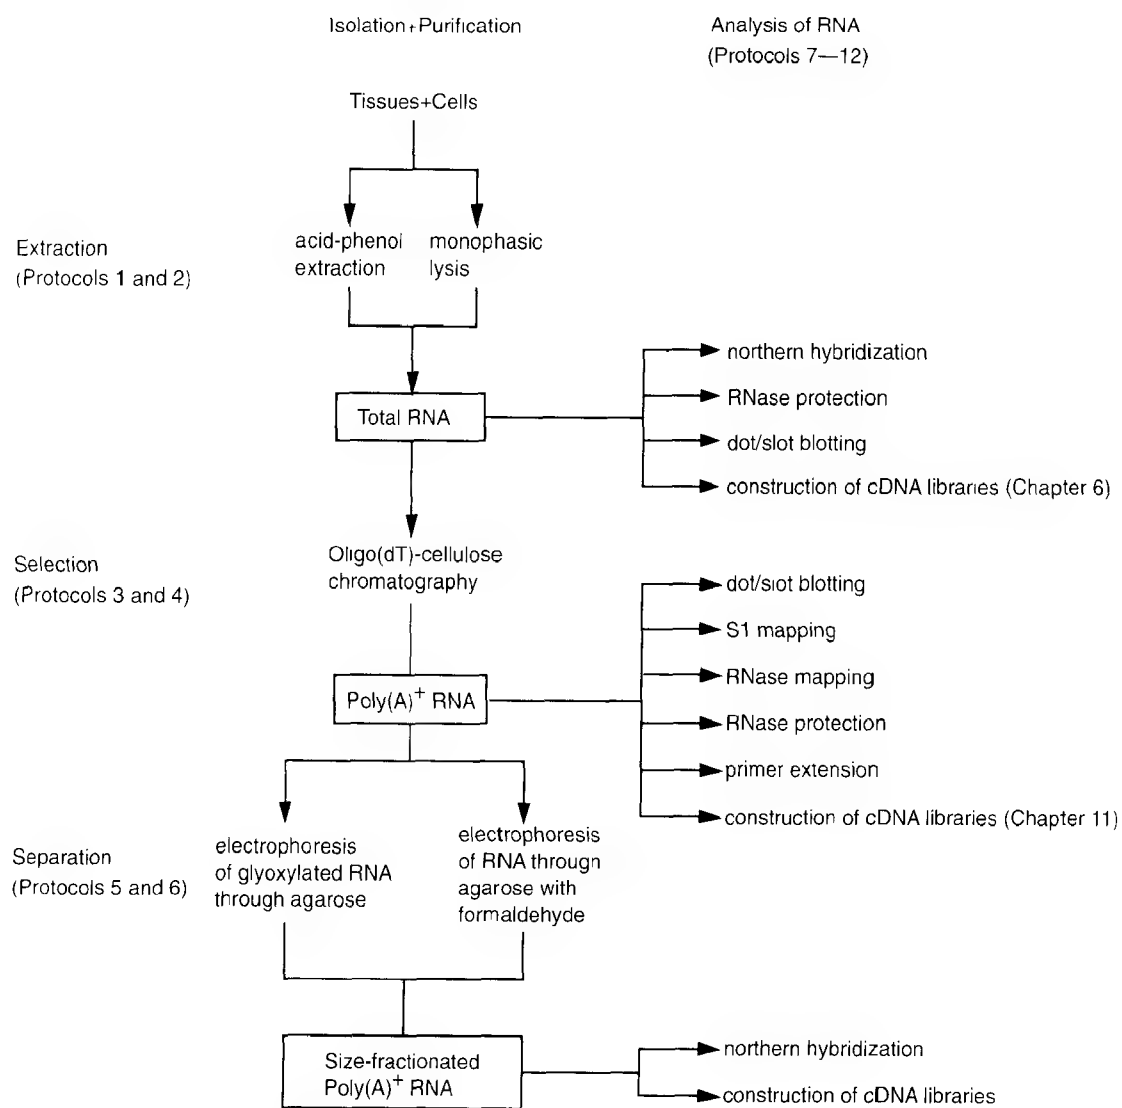 Isolation+Purification
Analysis of RNA
(Protocols 7—12)
Tissues+Cells
Extraction
(Protocols 1 and 2)
acid-phenol
extraction
monophasic
lysis
Total RNA
northern hybridization
RNase protection
dot/slot blotting
construction of cDNA libraries (Chapter 6)
Selection
(Protocols 3 and 4)
Oligo(dT)-cellulose
chromatography
Poly(A)+ RNA
dot/slot blotting
S1 mapping
RNase mapping
RNase protection
primer extension
construction of cDNA libraries (Chapter 11)
Separation
(Protocols 5 and 6)
electrophoresis
of glyoxylated RNA
through agarose
electrophoresis
of RNA through
agarose with
formaldehyde
Size-fractionated
Poly(A)+ RNA
northern hybridization
construction of cDNA libraries